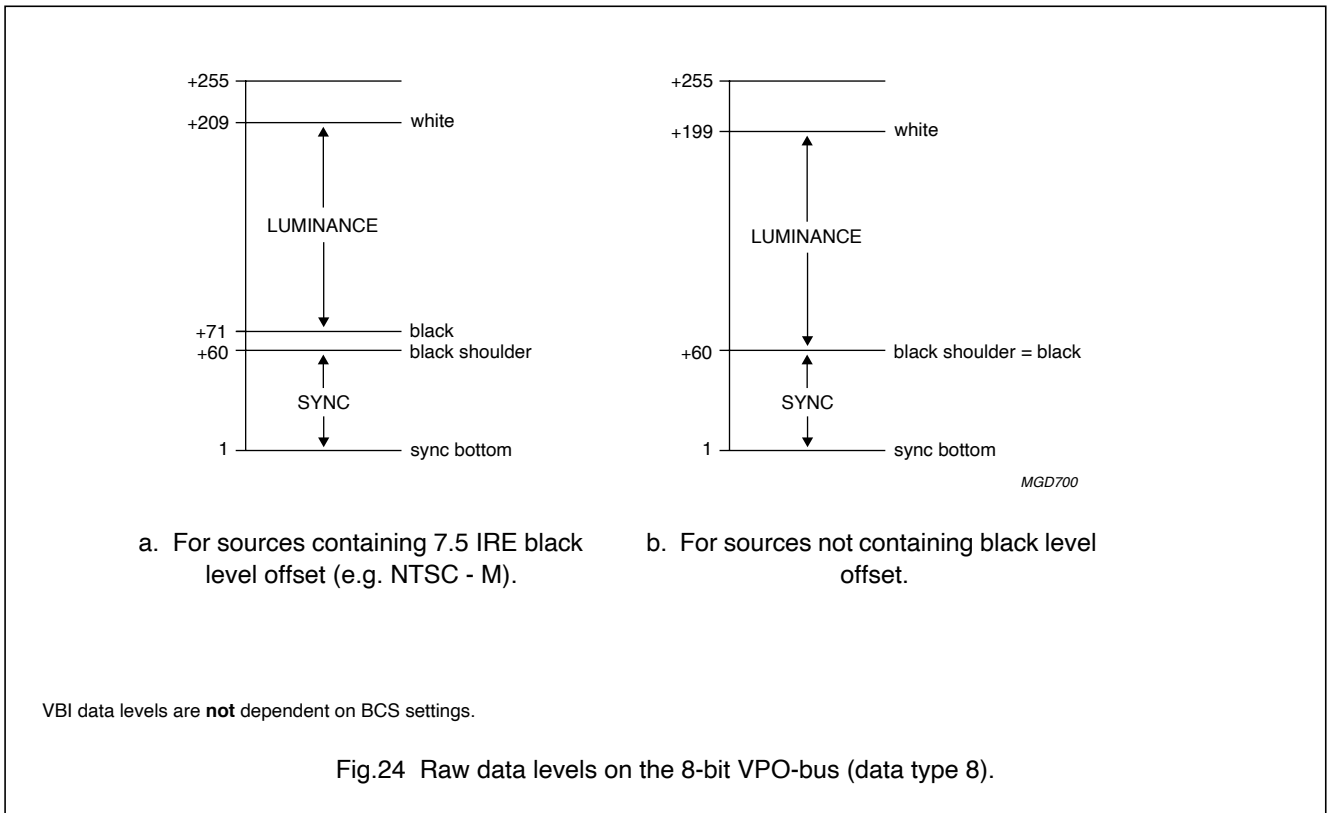 +255
+209
white
LUMINANCE
+71
black
+60
black shoulder
SYNC
1
sync bottom
+255
+199
white
LUMINANCE
+60
black shoulder = black
SYNC
1
sync bottom
MGD700
a. For sources containing 7.5 IRE black
level offset (e.g. NTSC - M).
b. For sources not containing black level
offset.
VBI data levels are not dependent on BCS settings.
Fig.24 Raw data levels on the 8-bit VPO-bus (data type 8).